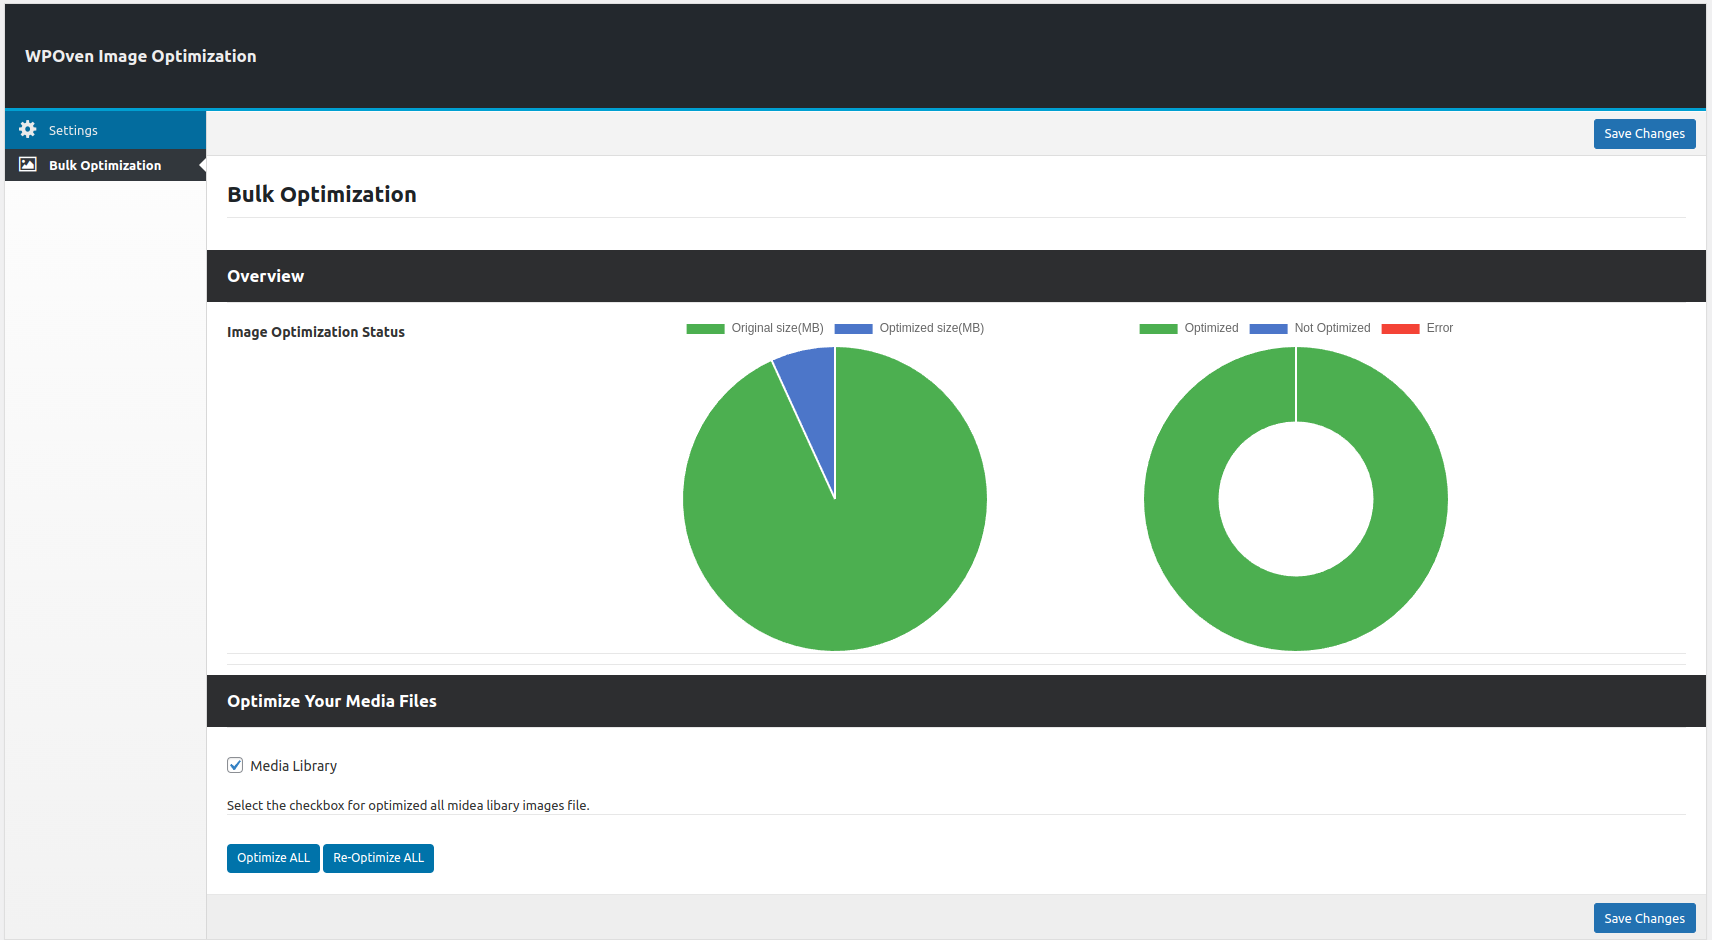 WPOven Image Optimization
Settings
Bulk Optimization
Save Changes
Bulk Optimization
Overview
Image Optimization Status
Original size(MB) Optimized size(MB)
Optimized Not Optimized Error
Optimize Your Media Files
Media Library
Select the checkbox for optimized all midea libary images file.
Optimize ALL Re-Optimize ALL
Save Changes